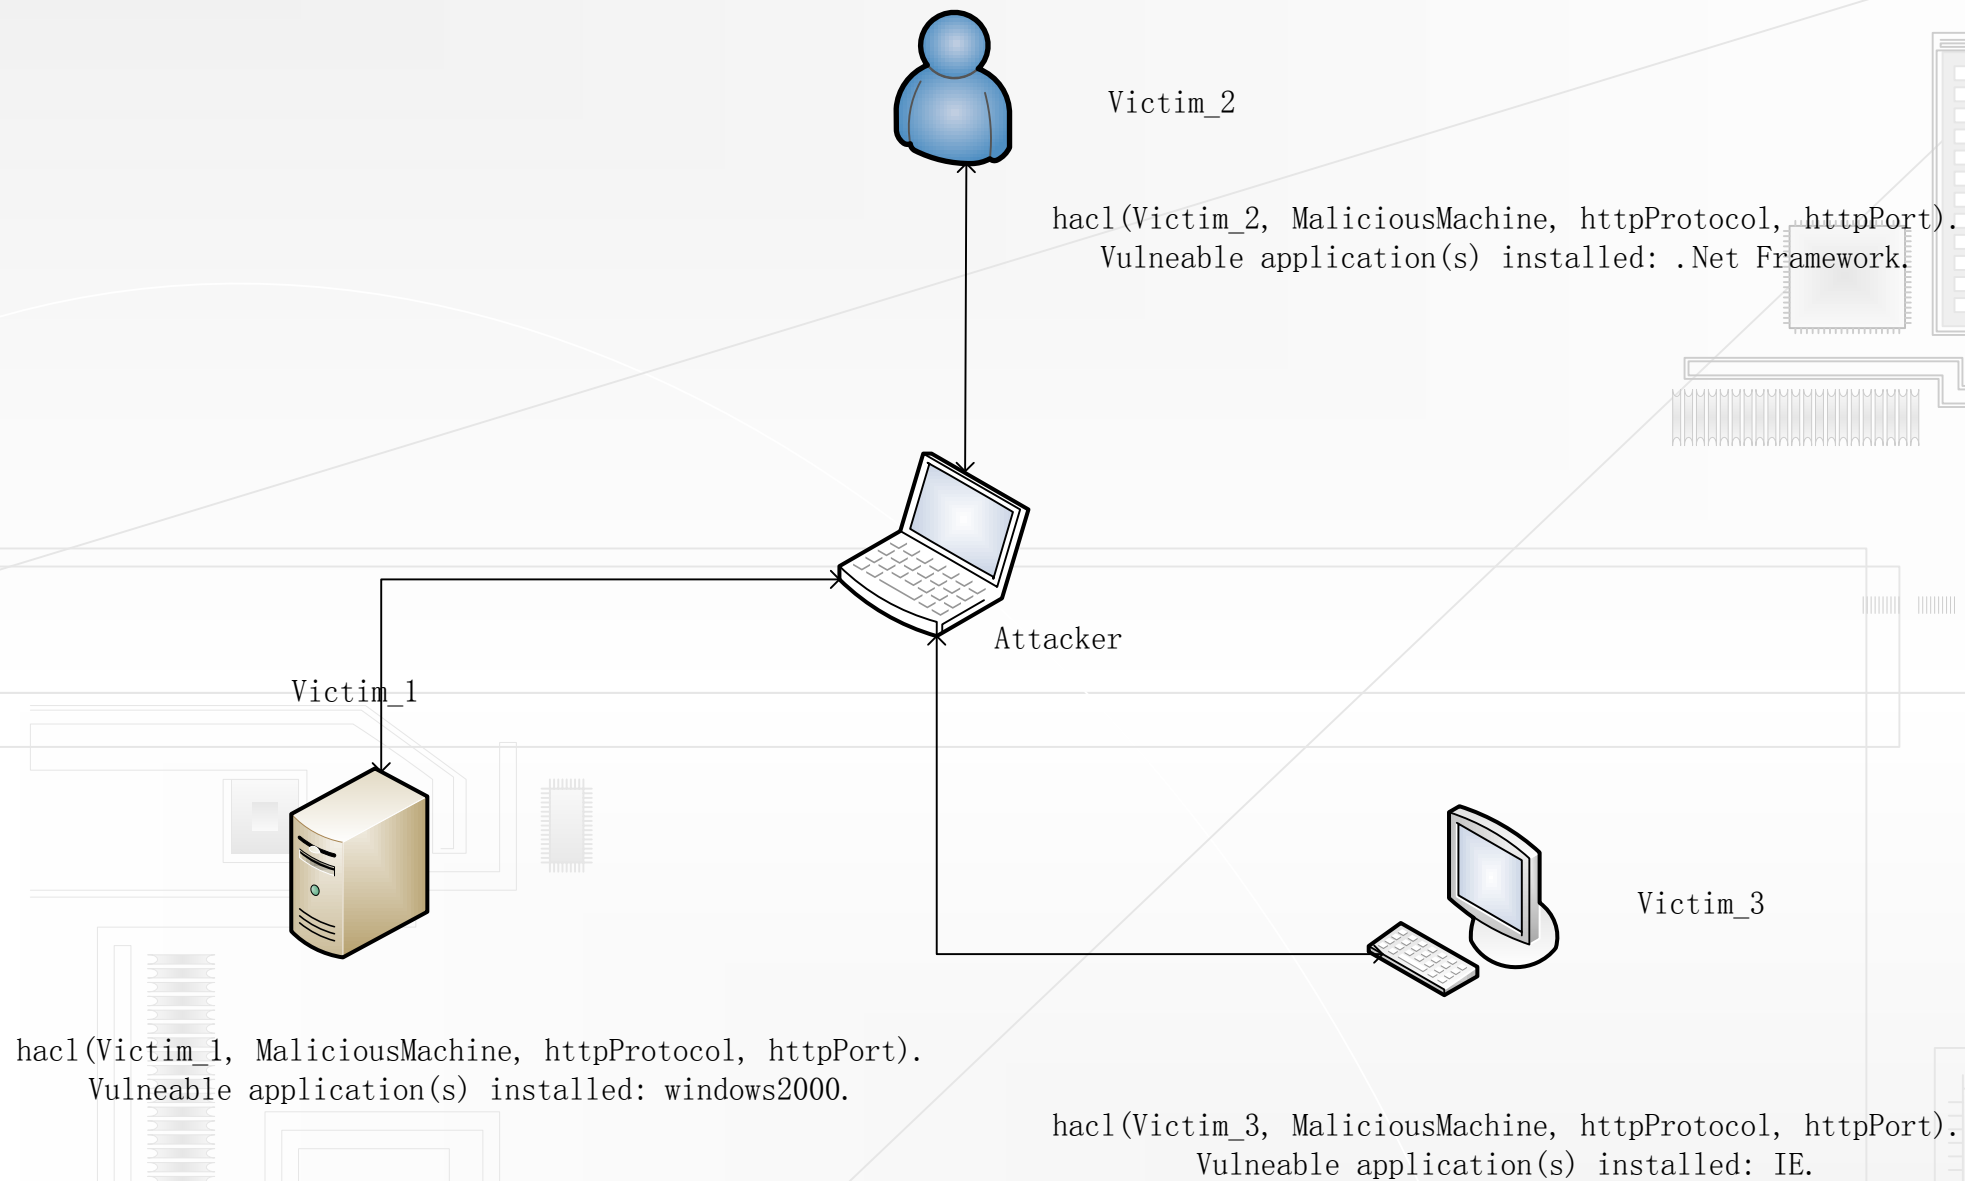 Victim_2
hacl(Victim_2, MaliciousMachine, httpProtocol, httpPort).
Vulneable application(s) installed: .Net Framework.
Attacker
Victim_1
Victim_3
hacl(Victim_1, MaliciousMachine, httpProtocol, httpPort).
Vulneable application(s) installed: windows2000.
hacl(Victim_3, MaliciousMachine, httpProtocol, httpPort).
Vulneable application(s) installed: IE.